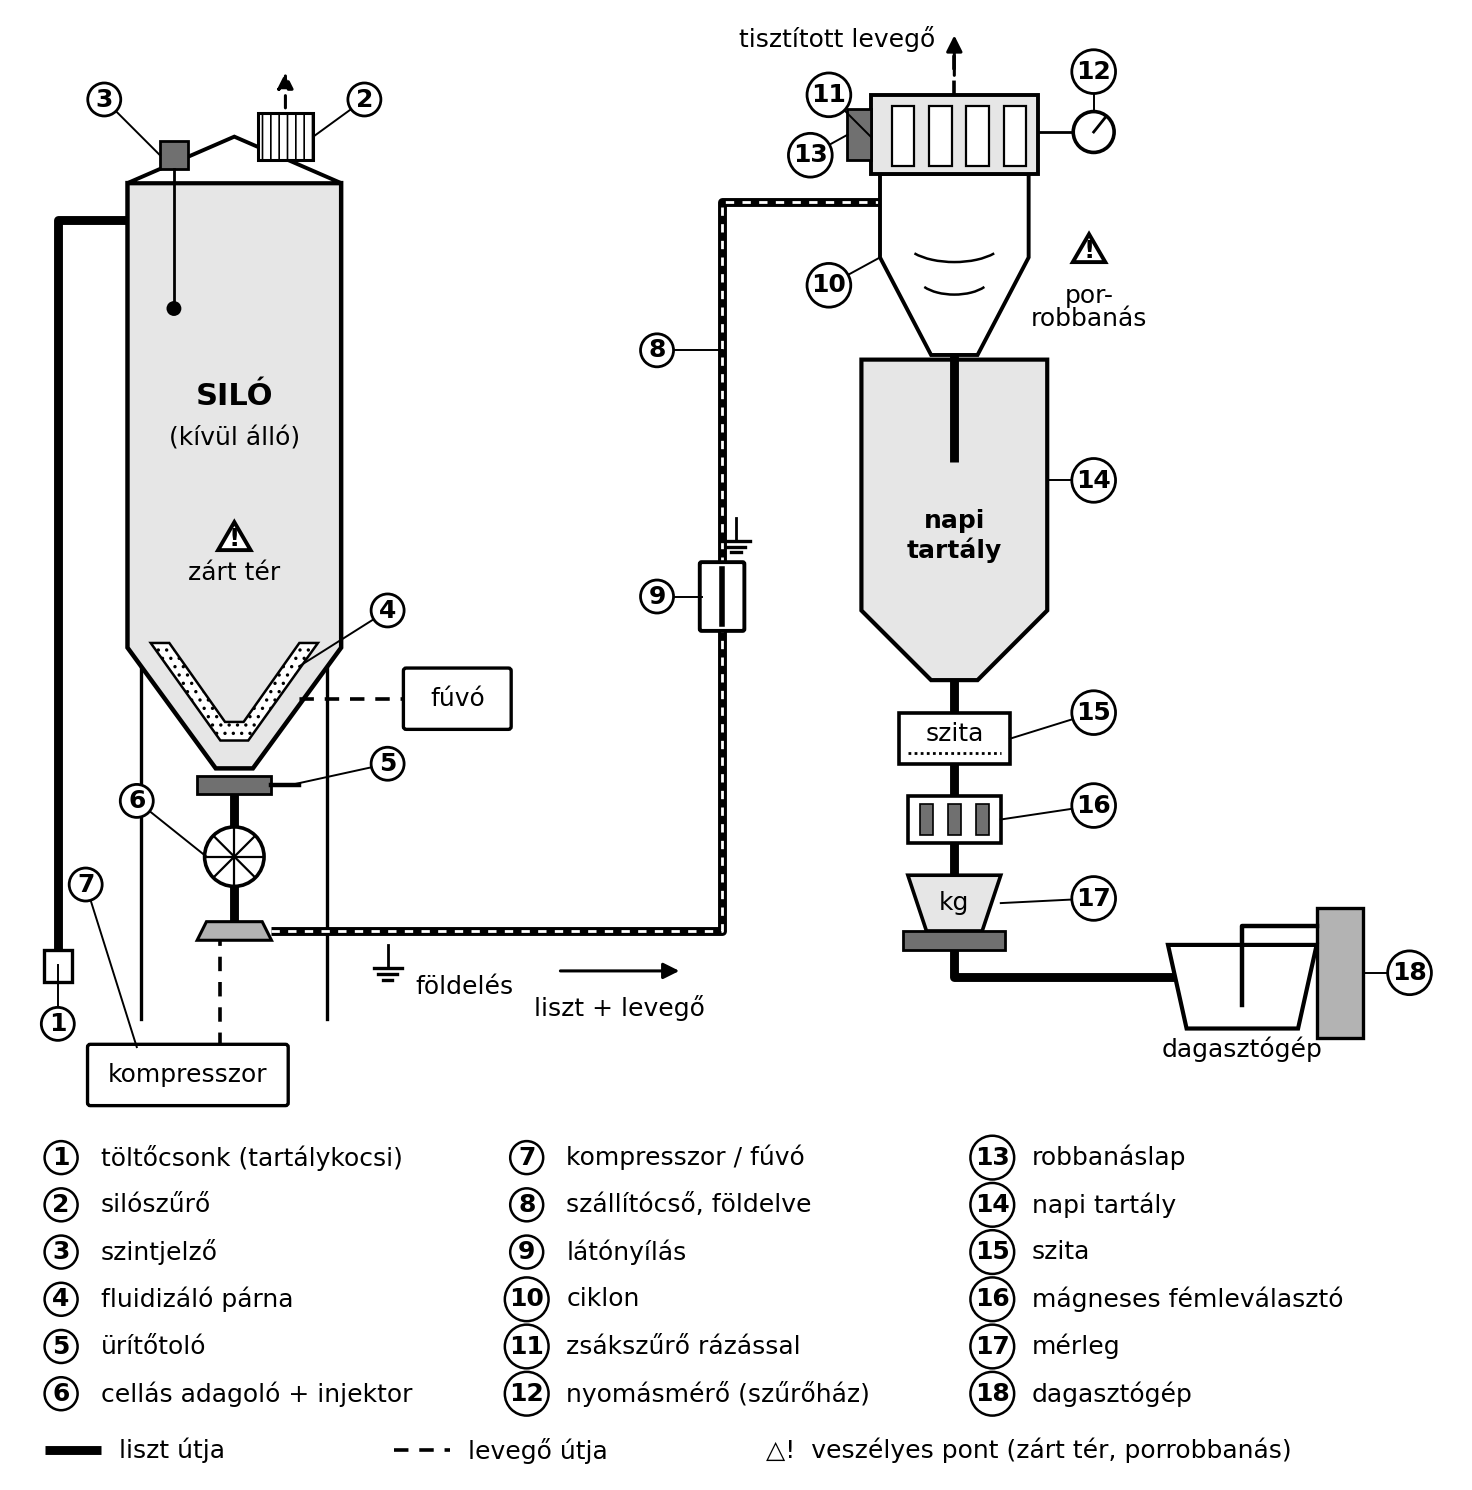 tisztított levegő
3
2
11
12
13
10
por-
robbanás
8
SILÓ
(kívül álló)
!
!
zárt tér
14
napi
tartály
9
4
fúvó
5
6
7
15
szita
16
17
kg
18
földelés
liszt + levegő
dagasztógép
1
kompresszor
1 töltőcsonk (tartálykocsi)
2 silószűrő
3 szintjelző
4 fluidizáló párna
5 ürítőtoló
6 cellás adagoló + injektor
7 kompresszor / fúvó
8 szállítócső, földelve
9 látónyílás
10 ciklon
11 zsákszűrő rázással
12 nyomásmérő (szűrőház)
13 robbanáslap
14 napi tartály
15 szita
16 mágneses fémleválasztó
17 mérleg
18 dagasztógép
liszt útja
levegő útja
△! veszélyes pont (zárt tér, porrobbanás)